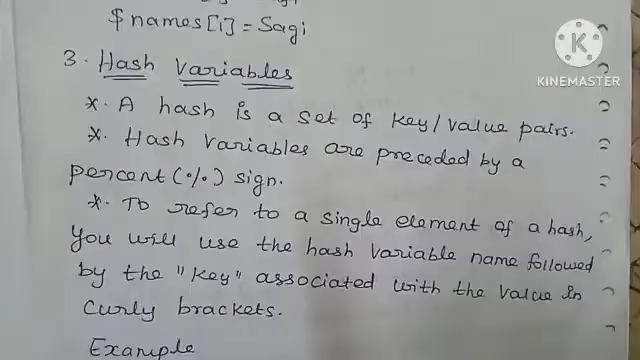 $names[1] = Sagi
3. Hash Variables
*. A hash is a set of key/value pairs.
*. Hash variables are preceded by a
percent (%) sign.
*. To refer to a single element of a hash,
you will use the hash variable name followed
by the "key" associated with the value in
curly brackets.
Example
K
KINEMASTER